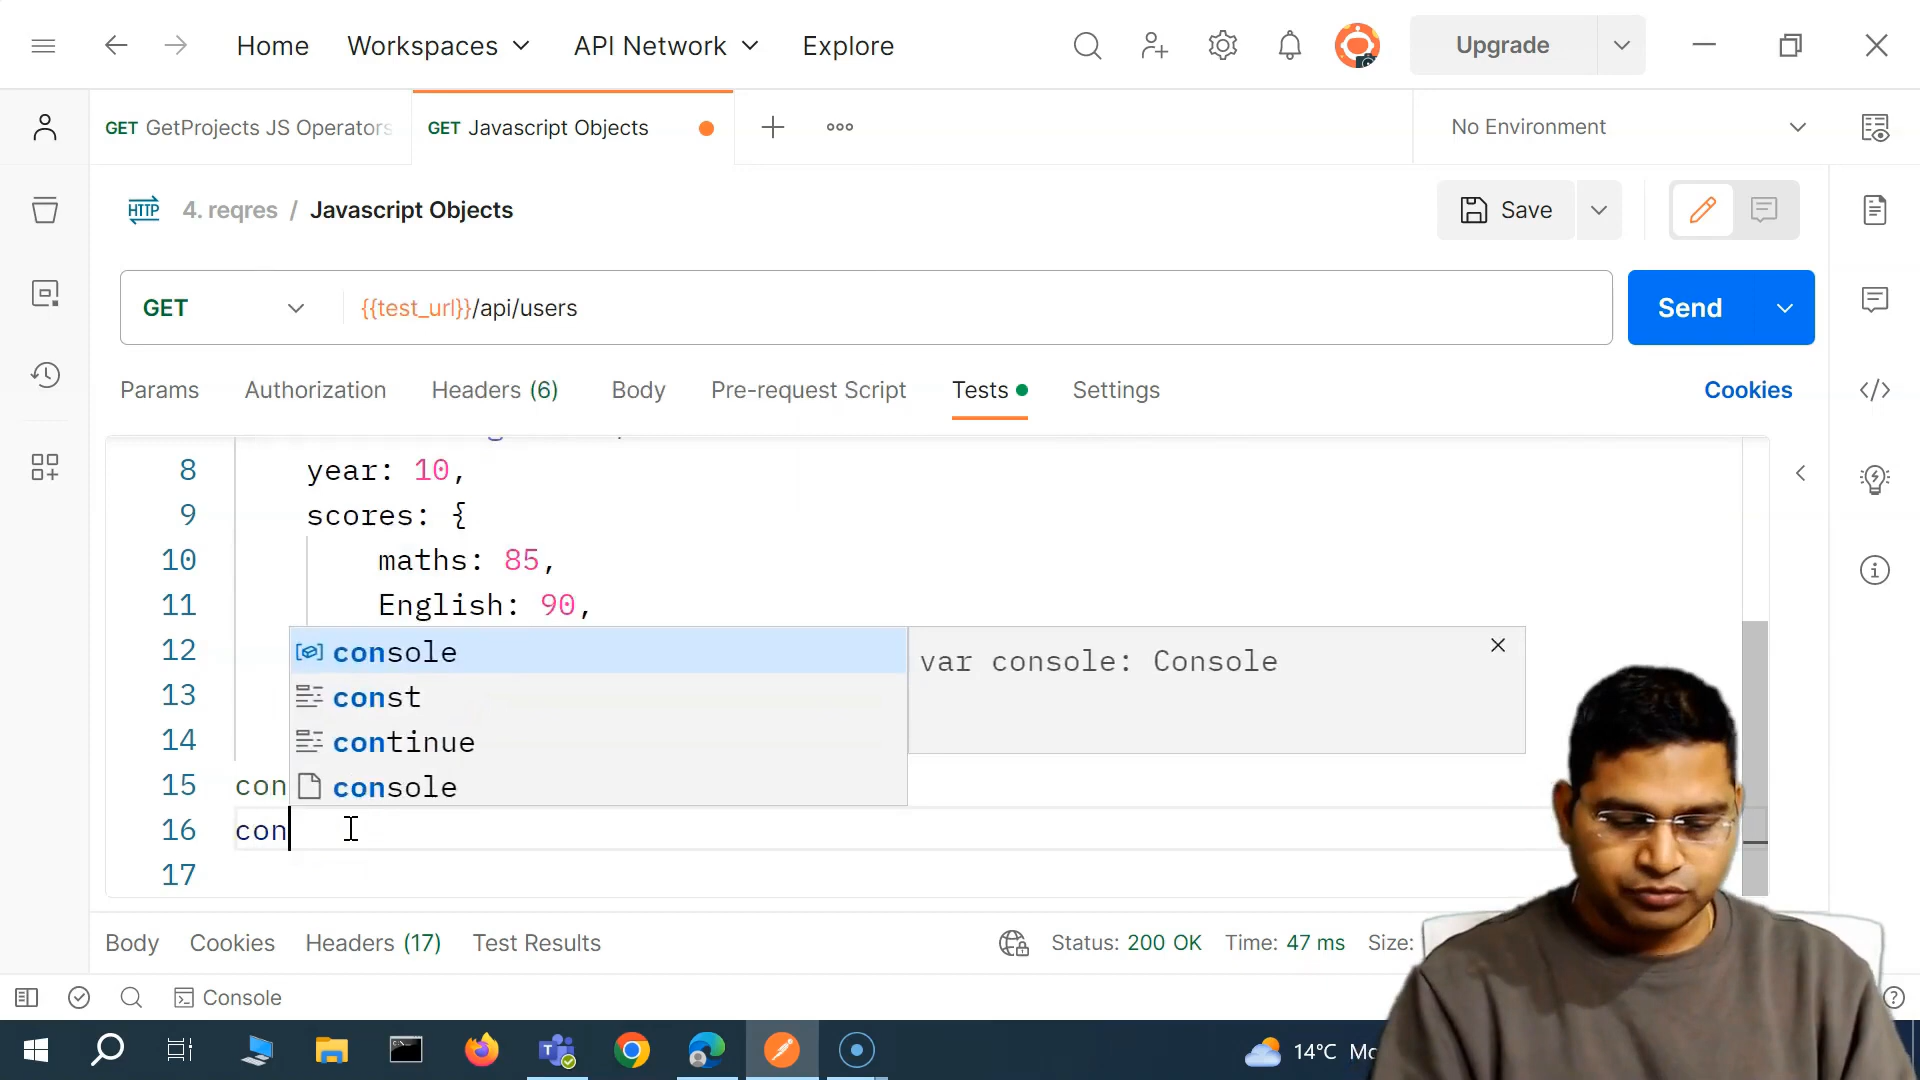 Home Workspaces API Network Explore Upgrade
GET GetProjects JS Operators GET Javascript Objects No Environment
HTTP 4. reqres / Javascript Objects Save
GET {{test_url}}/api/users Send
Params Authorization Headers (6) Body Pre-request Script Tests Settings Cookies
8 year: 10,
9 scores: {
10 maths: 85,
11 English: 90,
12
13
14
15 con
16 con
17
console
const
continue
console
var console: Console
Body Cookies Headers (17) Test Results Status: 200 OK Time: 47 ms Size:
Console
14°C